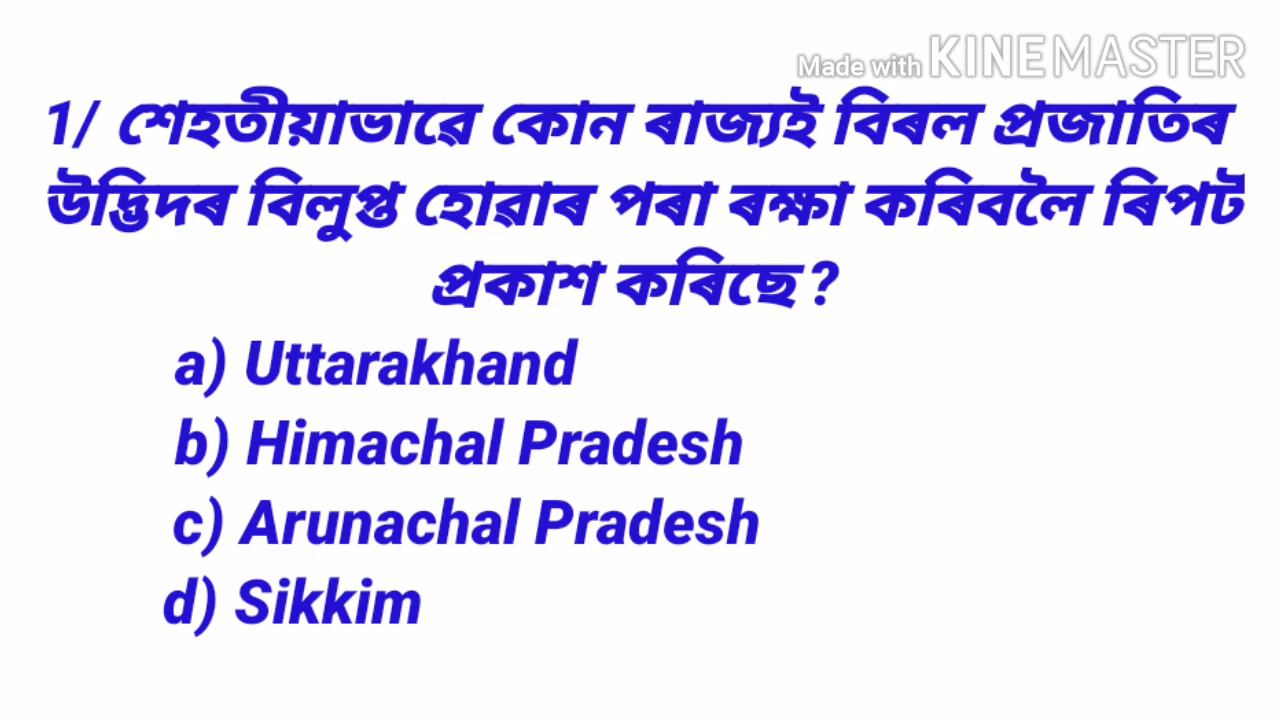 Made with KINEMASTER
1/ শেহতীয়াভাৱে কোন ৰাজ্যই বিৰল প্ৰজাতিৰ
উদ্ভিদৰ বিলুপ্ত হোৱাৰ পৰা ৰক্ষা কৰিবলৈ ৰিপৰ্ট
প্ৰকাশ কৰিছে?
a) Uttarakhand
b) Himachal Pradesh
c) Arunachal Pradesh
d) Sikkim